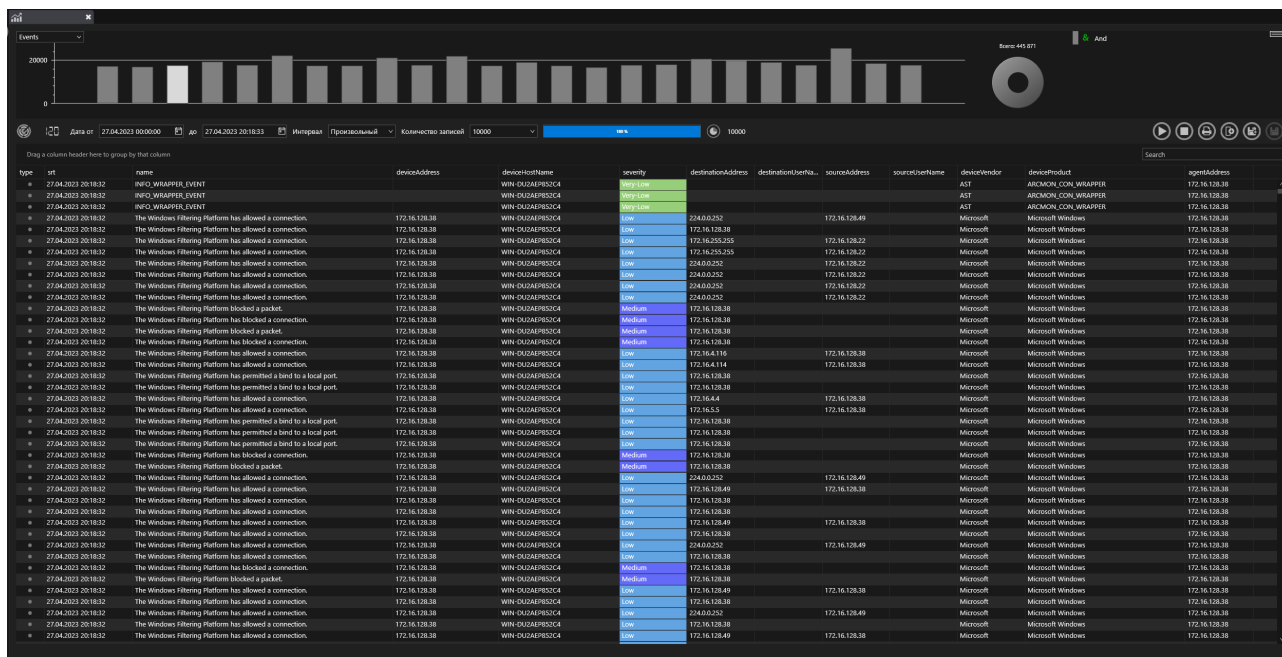 Events
20000
0
Всего: 445 871
& And
Дата от 27.04.2023 00:00:00 до 27.04.2023 20:18:33 Интервал Произвольный Количество записей 10000 100 % 10000
Drag a column header here to group by that column
Search
type srt name deviceAddress deviceHostName severity destinationAddress destinationUserNa... sourceAddress sourceUserName deviceVendor deviceProduct agentAddress
27.04.2023 20:18:32 INFO_WRAPPER_EVENT WIN-DU2AEP852C4 Very-Low AST ARCMON_CON_WRAPPER 172.16.128.38
27.04.2023 20:18:32 INFO_WRAPPER_EVENT WIN-DU2AEP852C4 Very-Low AST ARCMON_CON_WRAPPER 172.16.128.38
27.04.2023 20:18:32 INFO_WRAPPER_EVENT WIN-DU2AEP852C4 Very-Low AST ARCMON_CON_WRAPPER 172.16.128.38
27.04.2023 20:18:32 The Windows Filtering Platform has allowed a connection. 172.16.128.38 WIN-DU2AEP852C4 Low 224.0.0.252 172.16.128.49 Microsoft Microsoft Windows 172.16.128.38
27.04.2023 20:18:32 The Windows Filtering Platform has allowed a connection. 172.16.128.38 WIN-DU2AEP852C4 Low 172.16.128.38 Microsoft Microsoft Windows 172.16.128.38
27.04.2023 20:18:32 The Windows Filtering Platform has allowed a connection. 172.16.128.38 WIN-DU2AEP852C4 Low 172.16.255.255 172.16.128.22 Microsoft Microsoft Windows 172.16.128.38
27.04.2023 20:18:32 The Windows Filtering Platform has allowed a connection. 172.16.128.38 WIN-DU2AEP852C4 Low 172.16.255.255 172.16.128.22 Microsoft Microsoft Windows 172.16.128.38
27.04.2023 20:18:32 The Windows Filtering Platform has allowed a connection. 172.16.128.38 WIN-DU2AEP852C4 Low 224.0.0.252 172.16.128.22 Microsoft Microsoft Windows 172.16.128.38
27.04.2023 20:18:32 The Windows Filtering Platform has allowed a connection. 172.16.128.38 WIN-DU2AEP852C4 Low 224.0.0.252 172.16.128.22 Microsoft Microsoft Windows 172.16.128.38
27.04.2023 20:18:32 The Windows Filtering Platform has allowed a connection. 172.16.128.38 WIN-DU2AEP852C4 Low 224.0.0.252 172.16.128.22 Microsoft Microsoft Windows 172.16.128.38
27.04.2023 20:18:32 The Windows Filtering Platform has allowed a connection. 172.16.128.38 WIN-DU2AEP852C4 Low 224.0.0.252 172.16.128.22 Microsoft Microsoft Windows 172.16.128.38
27.04.2023 20:18:32 The Windows Filtering Platform blocked a packet. 172.16.128.38 WIN-DU2AEP852C4 Medium 172.16.128.38 Microsoft Microsoft Windows 172.16.128.38
27.04.2023 20:18:32 The Windows Filtering Platform has blocked a connection. 172.16.128.38 WIN-DU2AEP852C4 Medium 172.16.128.38 Microsoft Microsoft Windows 172.16.128.38
27.04.2023 20:18:32 The Windows Filtering Platform blocked a packet. 172.16.128.38 WIN-DU2AEP852C4 Medium 172.16.128.38 Microsoft Microsoft Windows 172.16.128.38
27.04.2023 20:18:32 The Windows Filtering Platform has blocked a connection. 172.16.128.38 WIN-DU2AEP852C4 Medium 172.16.128.38 Microsoft Microsoft Windows 172.16.128.38
27.04.2023 20:18:32 The Windows Filtering Platform has allowed a connection. 172.16.128.38 WIN-DU2AEP852C4 Low 172.16.4.116 172.16.128.38 Microsoft Microsoft Windows 172.16.128.38
27.04.2023 20:18:32 The Windows Filtering Platform has allowed a connection. 172.16.128.38 WIN-DU2AEP852C4 Low 172.16.4.114 172.16.128.38 Microsoft Microsoft Windows 172.16.128.38
27.04.2023 20:18:32 The Windows Filtering Platform has permitted a bind to a local port. 172.16.128.38 WIN-DU2AEP852C4 Low 172.16.128.38 Microsoft Microsoft Windows 172.16.128.38
27.04.2023 20:18:32 The Windows Filtering Platform has permitted a bind to a local port. 172.16.128.38 WIN-DU2AEP852C4 Low 172.16.128.38 Microsoft Microsoft Windows 172.16.128.38
27.04.2023 20:18:32 The Windows Filtering Platform has allowed a connection. 172.16.128.38 WIN-DU2AEP852C4 Low 172.16.4.4 172.16.128.38 Microsoft Microsoft Windows 172.16.128.38
27.04.2023 20:18:32 The Windows Filtering Platform has allowed a connection. 172.16.128.38 WIN-DU2AEP852C4 Low 172.16.5.5 172.16.128.38 Microsoft Microsoft Windows 172.16.128.38
27.04.2023 20:18:32 The Windows Filtering Platform has permitted a bind to a local port. 172.16.128.38 WIN-DU2AEP852C4 Low 172.16.128.38 Microsoft Microsoft Windows 172.16.128.38
27.04.2023 20:18:32 The Windows Filtering Platform has permitted a bind to a local port. 172.16.128.38 WIN-DU2AEP852C4 Low 172.16.128.38 Microsoft Microsoft Windows 172.16.128.38
27.04.2023 20:18:32 The Windows Filtering Platform has allowed a connection. 172.16.128.38 WIN-DU2AEP852C4 Low 172.16.128.38 Microsoft Microsoft Windows 172.16.128.38
27.04.2023 20:18:32 The Windows Filtering Platform has blocked a connection. 172.16.128.38 WIN-DU2AEP852C4 Medium 172.16.128.38 Microsoft Microsoft Windows 172.16.128.38
27.04.2023 20:18:32 The Windows Filtering Platform blocked a packet. 172.16.128.38 WIN-DU2AEP852C4 Medium 172.16.128.38 Microsoft Microsoft Windows 172.16.128.38
27.04.2023 20:18:32 The Windows Filtering Platform has allowed a connection. 172.16.128.38 WIN-DU2AEP852C4 Low 224.0.0.252 172.16.128.49 Microsoft Microsoft Windows 172.16.128.38
27.04.2023 20:18:32 The Windows Filtering Platform has allowed a connection. 172.16.128.38 WIN-DU2AEP852C4 Low 172.16.128.49 172.16.128.38 Microsoft Microsoft Windows 172.16.128.38
27.04.2023 20:18:32 The Windows Filtering Platform has allowed a connection. 172.16.128.38 WIN-DU2AEP852C4 Low 172.16.128.38 Microsoft Microsoft Windows 172.16.128.38
27.04.2023 20:18:32 The Windows Filtering Platform has allowed a connection. 172.16.128.38 WIN-DU2AEP852C4 Low 172.16.128.38 Microsoft Microsoft Windows 172.16.128.38
27.04.2023 20:18:32 The Windows Filtering Platform has allowed a connection. 172.16.128.38 WIN-DU2AEP852C4 Low 172.16.128.49 172.16.128.38 Microsoft Microsoft Windows 172.16.128.38
27.04.2023 20:18:32 The Windows Filtering Platform has allowed a connection. 172.16.128.38 WIN-DU2AEP852C4 Low 172.16.128.38 Microsoft Microsoft Windows 172.16.128.38
27.04.2023 20:18:32 The Windows Filtering Platform has allowed a connection. 172.16.128.38 WIN-DU2AEP852C4 Low 224.0.0.252 172.16.128.49 Microsoft Microsoft Windows 172.16.128.38
27.04.2023 20:18:32 The Windows Filtering Platform has allowed a connection. 172.16.128.38 WIN-DU2AEP852C4 Low 172.16.128.38 Microsoft Microsoft Windows 172.16.128.38
27.04.2023 20:18:32 The Windows Filtering Platform has blocked a connection. 172.16.128.38 WIN-DU2AEP852C4 Medium 172.16.128.38 Microsoft Microsoft Windows 172.16.128.38
27.04.2023 20:18:32 The Windows Filtering Platform blocked a packet. 172.16.128.38 WIN-DU2AEP852C4 Medium 172.16.128.38 Microsoft Microsoft Windows 172.16.128.38
27.04.2023 20:18:32 The Windows Filtering Platform has allowed a connection. 172.16.128.38 WIN-DU2AEP852C4 Low 172.16.128.49 172.16.128.38 Microsoft Microsoft Windows 172.16.128.38
27.04.2023 20:18:32 The Windows Filtering Platform has allowed a connection. 172.16.128.38 WIN-DU2AEP852C4 Low 172.16.128.38 Microsoft Microsoft Windows 172.16.128.38
27.04.2023 20:18:32 The Windows Filtering Platform has allowed a connection. 172.16.128.38 WIN-DU2AEP852C4 Low 224.0.0.252 172.16.128.49 Microsoft Microsoft Windows 172.16.128.38
27.04.2023 20:18:32 The Windows Filtering Platform has allowed a connection. 172.16.128.38 WIN-DU2AEP852C4 Low 172.16.128.38 Microsoft Microsoft Windows 172.16.128.38
27.04.2023 20:18:32 The Windows Filtering Platform has allowed a connection. 172.16.128.38 WIN-DU2AEP852C4 Low 172.16.128.49 172.16.128.38 Microsoft Microsoft Windows 172.16.128.38